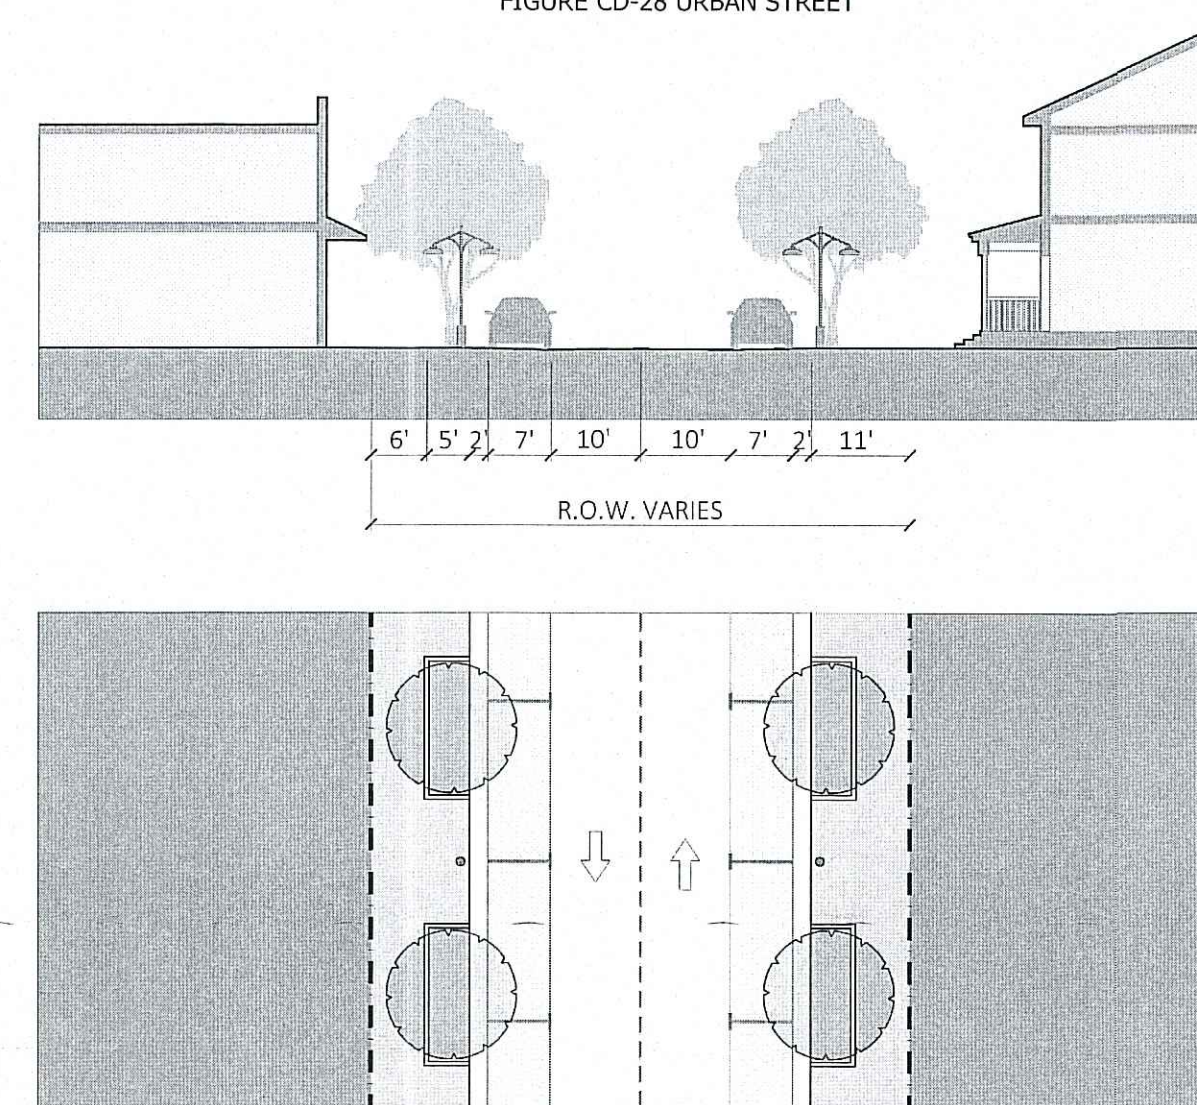 FIGURE CD-28 URBAN STREET
6' 5' 2' 7' 10' 10' 7' 2' 11'
R.O.W. VARIES